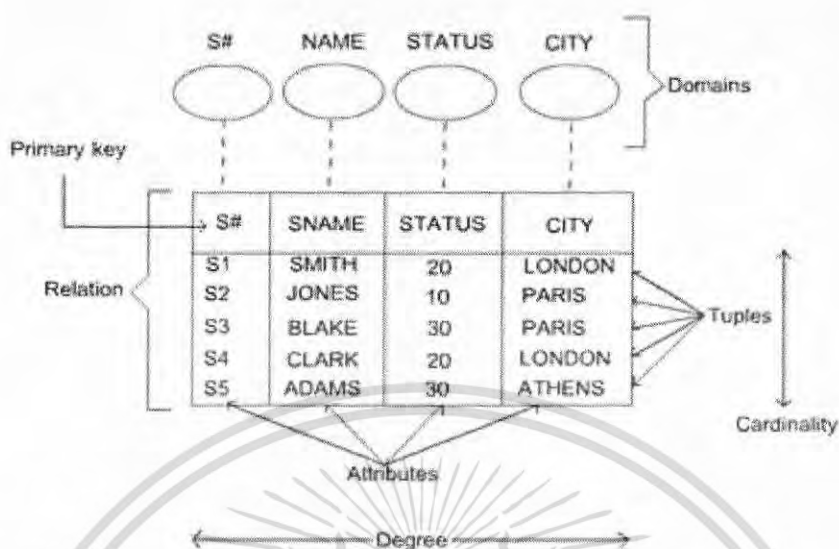 S# NAME STATUS CITY
Domains
Primary key
S# SNAME STATUS CITY
S1 SMITH 20 LONDON
Relation
S2 JONES 10 PARIS
Tuples
S3 BLAKE 30 PARIS
S4 CLARK 20 LONDON
S5 ADAMS 30 ATHENS
Cardinality
Attributes
Degree